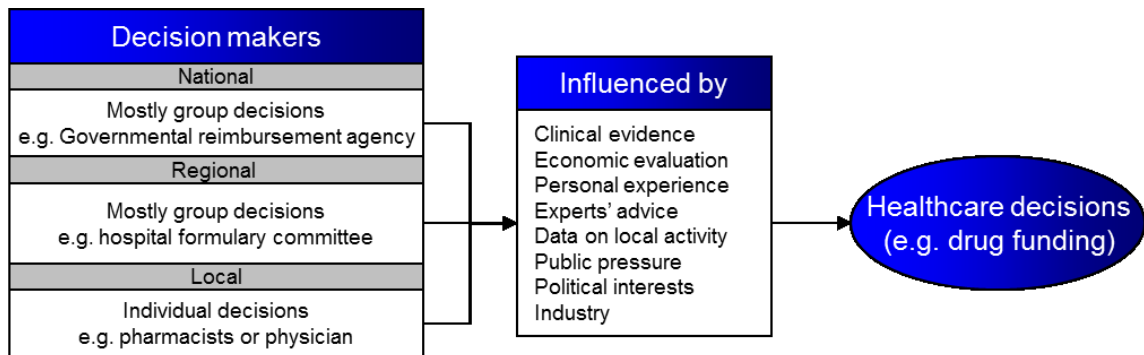 Decision makers
National
Mostly group decisions
e.g. Governmental reimbursement agency
Regional
Mostly group decisions
e.g. hospital formulary committee
Local
Individual decisions
e.g. pharmacists or physician
Influenced by
Clinical evidence
Economic evaluation
Personal experience
Experts’ advice
Data on local activity
Public pressure
Political interests
Industry
Healthcare decisions
(e.g. drug funding)